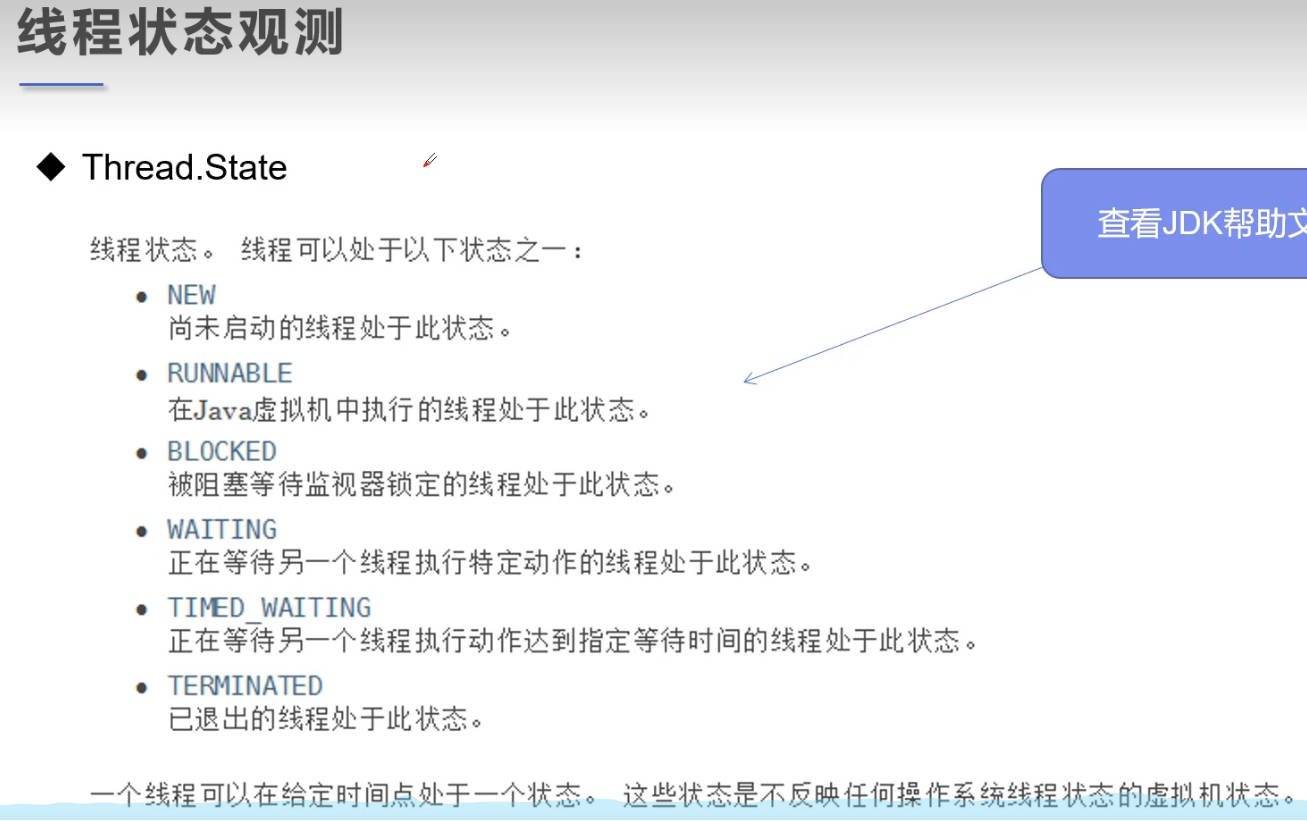 线程状态观测
Thread.State
查看JDK帮助文
线程状态。 线程可以处于以下状态之一：
NEW
尚未启动的线程处于此状态。
RUNNABLE
在Java虚拟机中执行的线程处于此状态。
BLOCKED
被阻塞等待监视器锁定的线程处于此状态。
WAITING
正在等待另一个线程执行特定动作的线程处于此状态。
TIMED_WAITING
正在等待另一个线程执行动作达到指定等待时间的线程处于此状态。
TERMINATED
已退出的线程处于此状态。
一个线程可以在给定时间点处于一个状态。 这些状态是不反映任何操作系统线程状态的虚拟机状态。